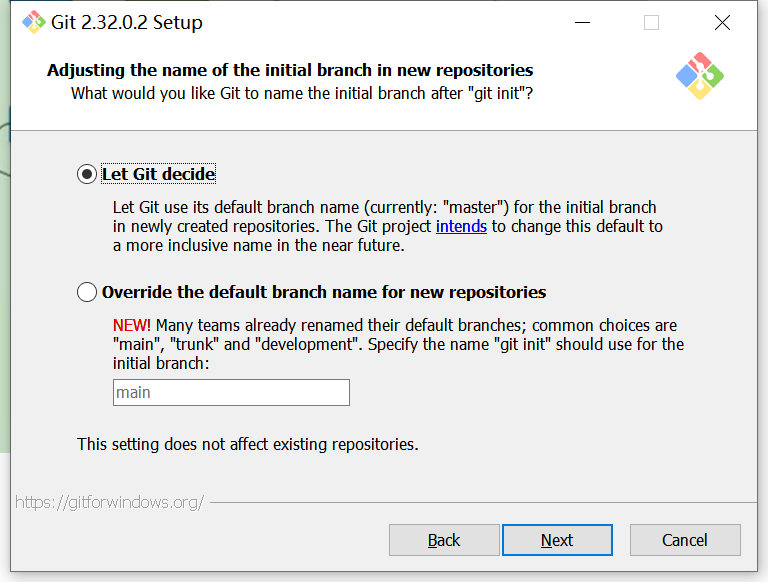 Git 2.32.0.2 Setup
Adjusting the name of the initial branch in new repositories
What would you like Git to name the initial branch after "git init"?
Let Git decide
Let Git use its default branch name (currently: "master") for the initial branch
in newly created repositories. The Git project intends to change this default to
a more inclusive name in the near future.
Override the default branch name for new repositories
NEW! Many teams already renamed their default branches; common choices are
"main", "trunk" and "development". Specify the name "git init" should use for the
initial branch:
main
This setting does not affect existing repositories.
https://gitforwindows.org/
Back
Next
Cancel